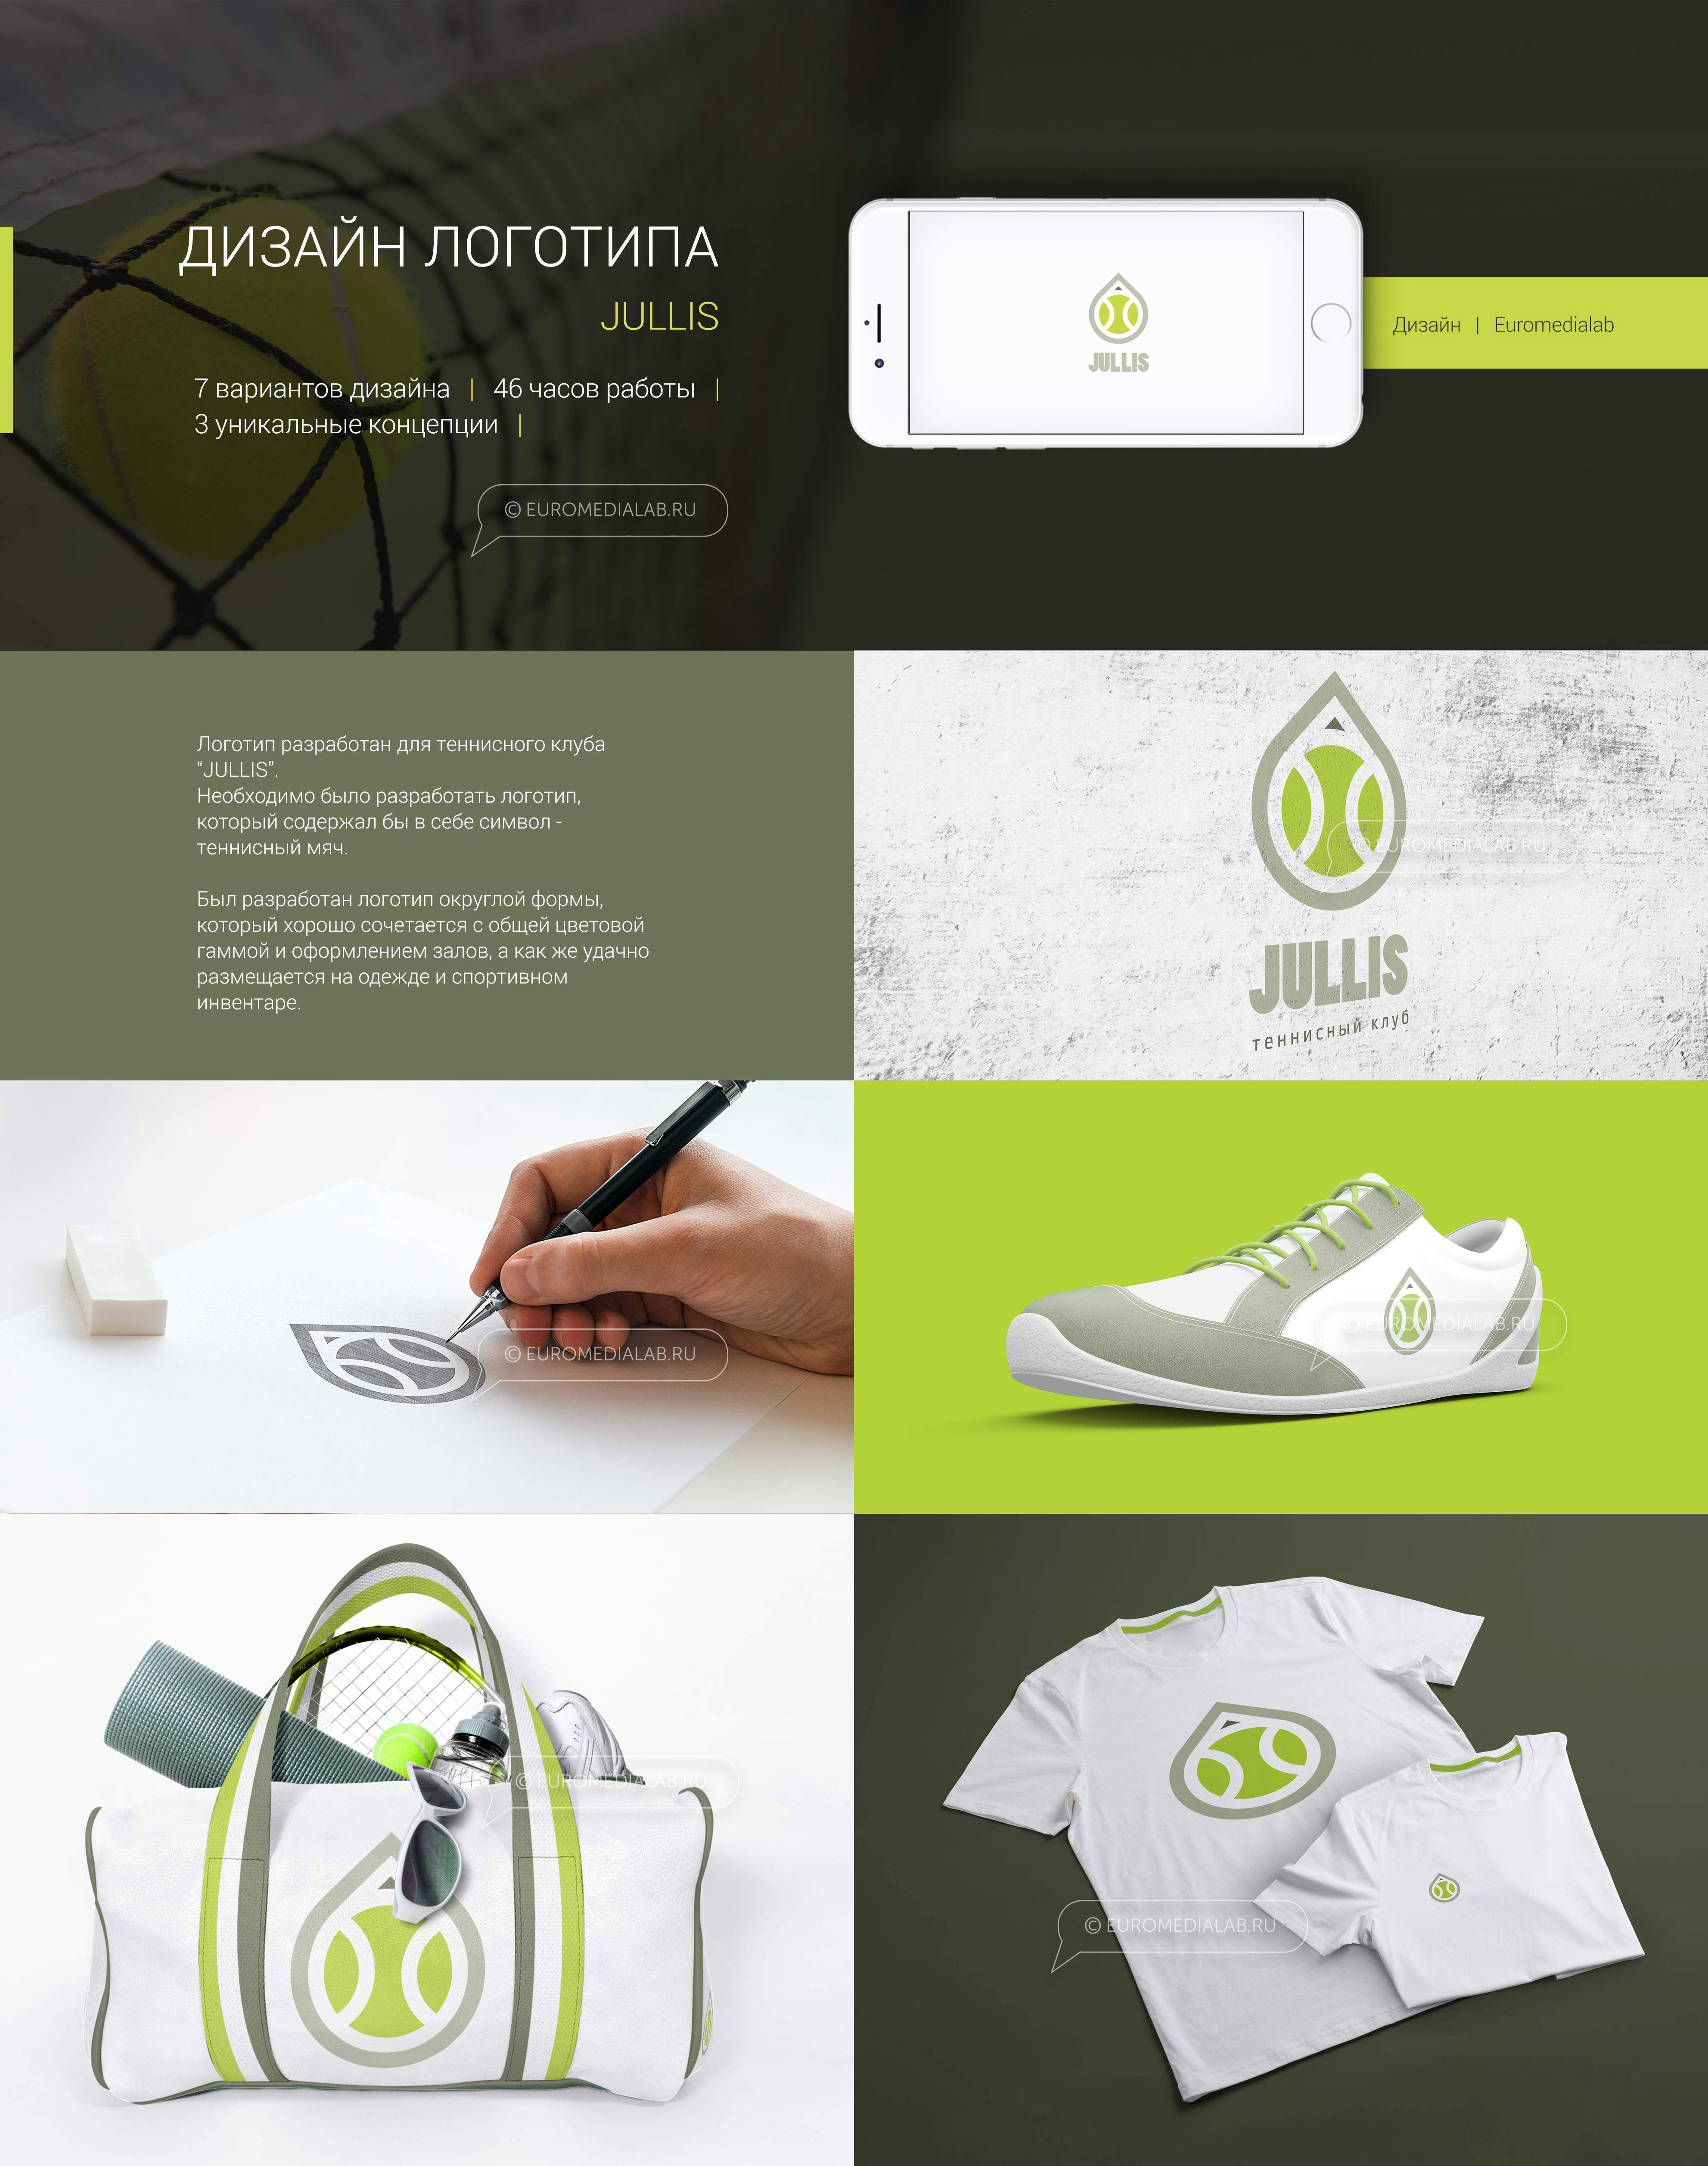 ДИЗАЙН ЛОГОТИПА
JULLIS
7 вариантов дизайна | 46 часов работы |
3 уникальные концепции |
© EUROMEDIALAB.RU
JULLIS
Дизайн | Euromedialab
Логотип разработан для теннисного клуба
“JULLIS”.
Необходимо было разработать логотип,
который содержал бы в себе символ -
теннисный мяч.
Был разработан логотип округлой формы,
который хорошо сочетается с общей цветовой
гаммой и оформлением залов, а как же удачно
размещается на одежде и спортивном
инвентаре.
© EUROMEDIALAB.RU
JULLIS
теннисный клуб
© EUROMEDIALAB.RU
© EUROMEDIALAB.RU
© EUROMEDIALAB.RU
© EUROMEDIALAB.RU